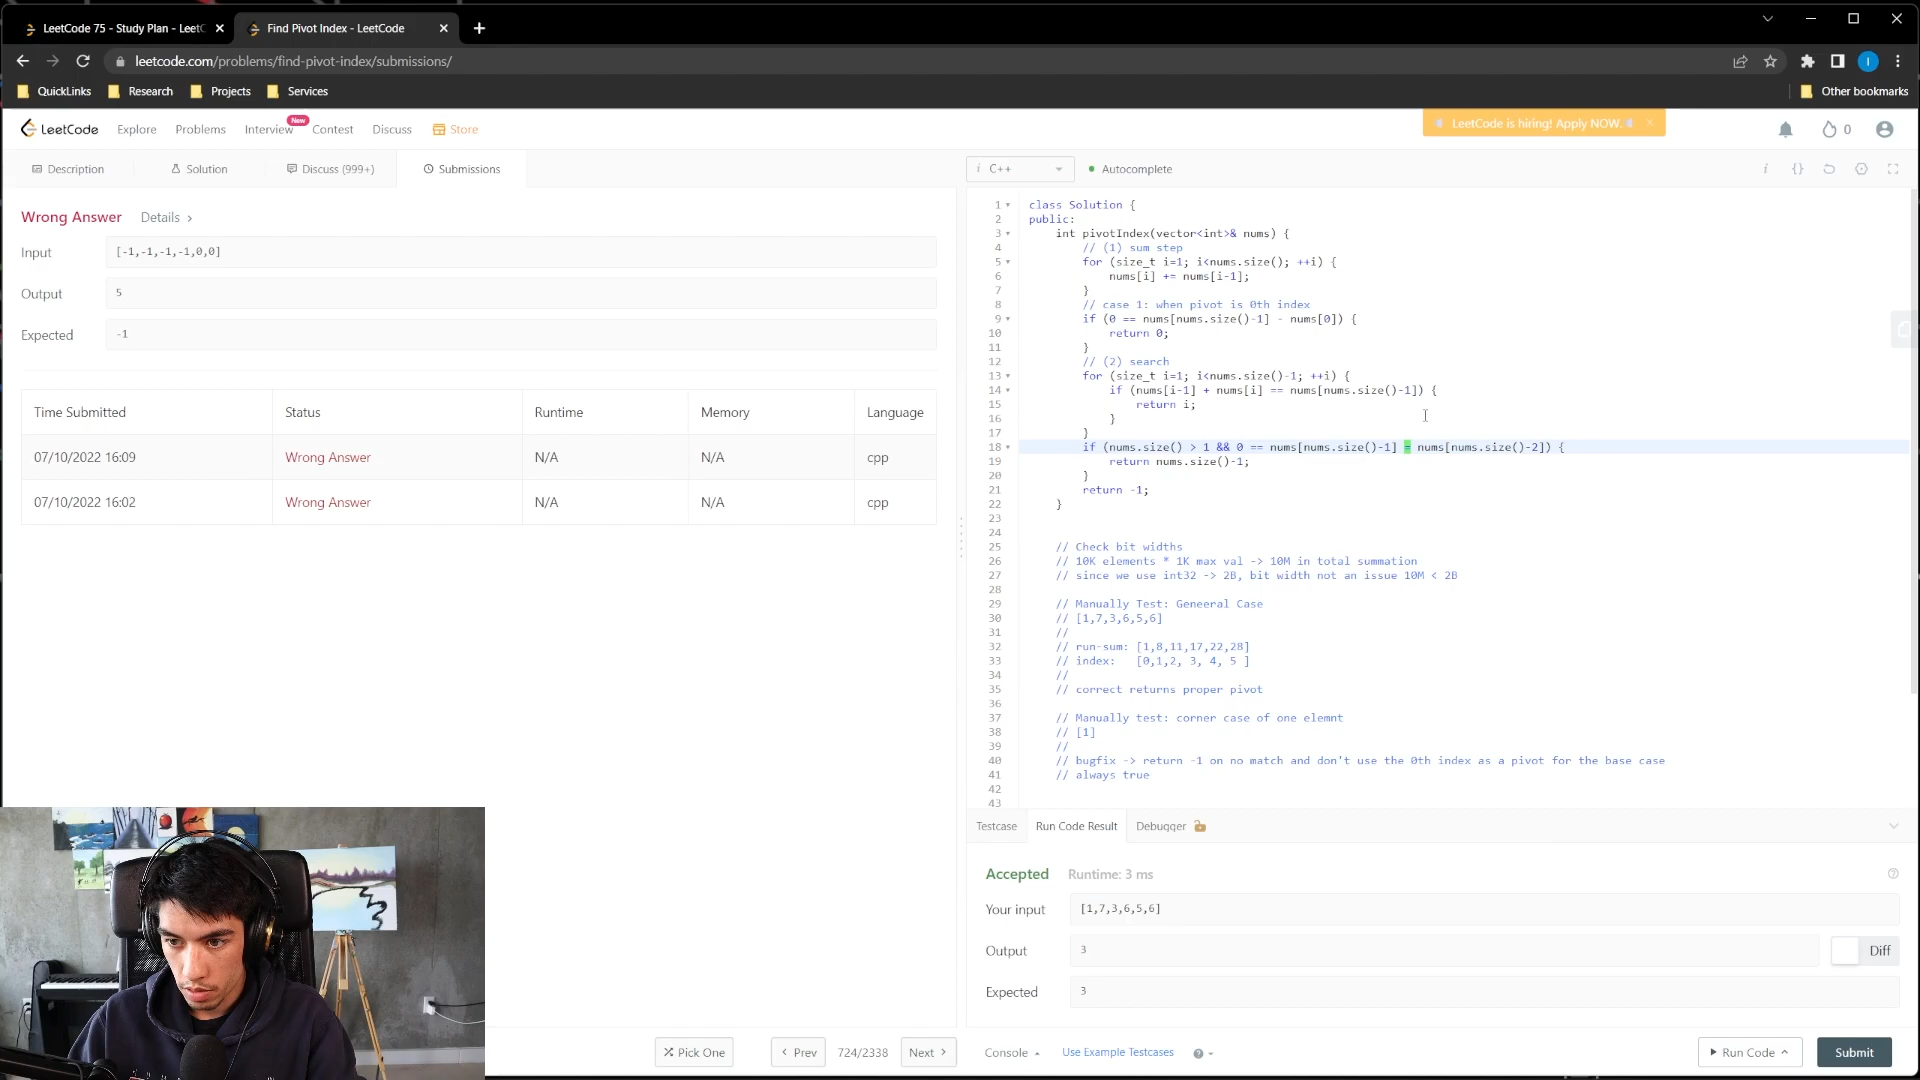 LeetCode 75 - Study Plan - LeetC
Find Pivot Index - LeetCode
leetcode.com/problems/find-pivot-index/submissions/
QuickLinks
Research
Projects
Services
Other bookmarks
LeetCode
Explore
Problems
Interview
New
Contest
Discuss
Store
LeetCode is hiring! Apply NOW.
0
Description
Solution
Discuss (999+)
Submissions
i C++
Autocomplete
Wrong Answer
Details
Input
[-1,-1,-1,-1,0,0]
Output
5
Expected
-1
Time Submitted Status Runtime Memory Language
07/10/2022 16:09 Wrong Answer N/A N/A cpp
07/10/2022 16:02 Wrong Answer N/A N/A cpp
1 class Solution {
2 public:
3 int pivotIndex(vector<int>& nums) {
4 // (1) sum step
5 for (size_t i=1; i<nums.size(); ++i) {
6 nums[i] += nums[i-1];
7 }
8 // case 1: when pivot is 0th index
9 if (0 == nums[nums.size()-1] - nums[0]) {
10 return 0;
11 }
12 // (2) search
13 for (size_t i=1; i<nums.size()-1; ++i) {
14 if (nums[i-1] + nums[i] == nums[nums.size()-1]) {
15 return i;
16 }
17 }
18 if (nums.size() > 1 && 0 == nums[nums.size()-1] = nums[nums.size()-2]) {
19 return nums.size()-1;
20 }
21 return -1;
22 }
23
24
25 // Check bit widths
26 // 10K elements * 1K max val -> 10M in total summation
27 // since we use int32 -> 2B, bit width not an issue 10M < 2B
28
29 // Manually Test: Geneeral Case
30 // [1,7,3,6,5,6]
31 //
32 // run-sum: [1,8,11,17,22,28]
33 // index: [0,1,2, 3, 4, 5 ]
34 //
35 // correct returns proper pivot
36
37 // Manually test: corner case of one elemnt
38 // [1]
39 //
40 // bugfix -> return -1 on no match and don't use the 0th index as a pivot for the base case
41 // always true
42
43
Testcase
Run Code Result
Debugger
Accepted
Runtime: 3 ms
Your input
[1,7,3,6,5,6]
Output
3
Diff
Expected
3
Pick One
Prev
724/2338
Next
Console
Use Example Testcases
Run Code
Submit